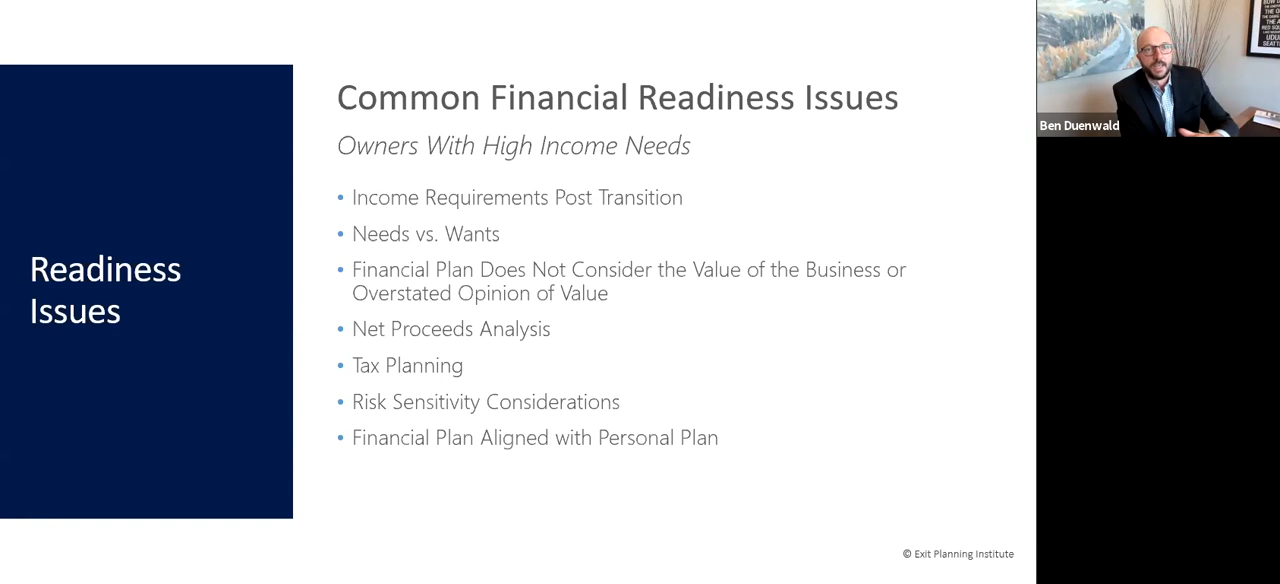 Common Financial Readiness Issues
Owners With High Income Needs
• Income Requirements Post Transition
• Needs vs. Wants
• Financial Plan Does Not Consider the Value of the Business or
Overstated Opinion of Value
• Net Proceeds Analysis
• Tax Planning
• Risk Sensitivity Considerations
• Financial Plan Aligned with Personal Plan
Readiness
Issues
© Exit Planning Institute
Ben Duenwald